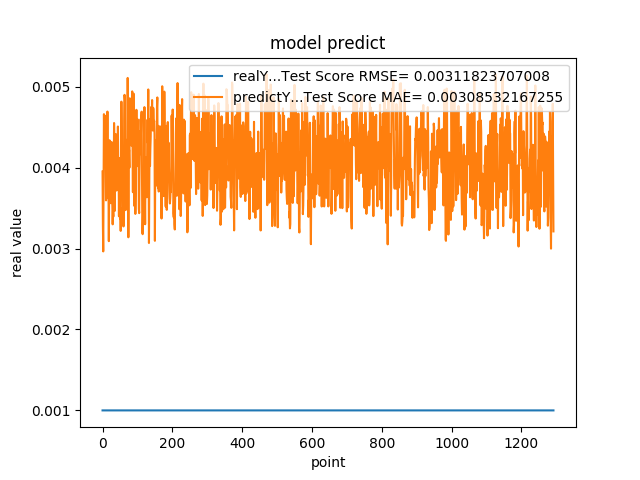 model predict
realY...Test Score RMSE= 0.00311823707008
predictY...Test Score MAE= 0.00308532167255
real value
0.005
0.004
0.003
0.002
0.001
0 200 400 600 800 1000 1200
point